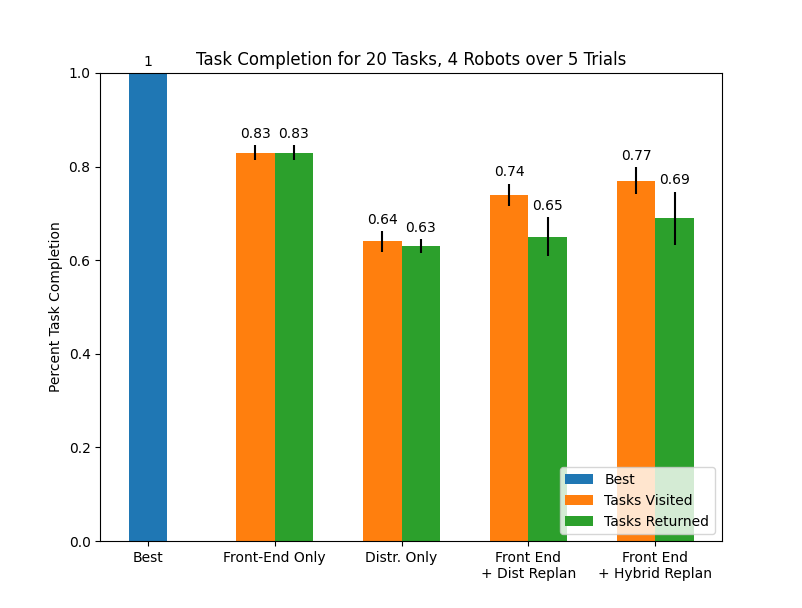 Task Completion for 20 Tasks, 4 Robots over 5 Trials
1
0.83 0.83
0.64 0.63
0.74 0.65
0.77 0.69
Percent Task Completion
1.0
0.8
0.6
0.4
0.2
0.0
Best
Tasks Visited
Tasks Returned
Best
Front-End Only
Distr. Only
Front End
+ Dist Replan
Front End
+ Hybrid Replan